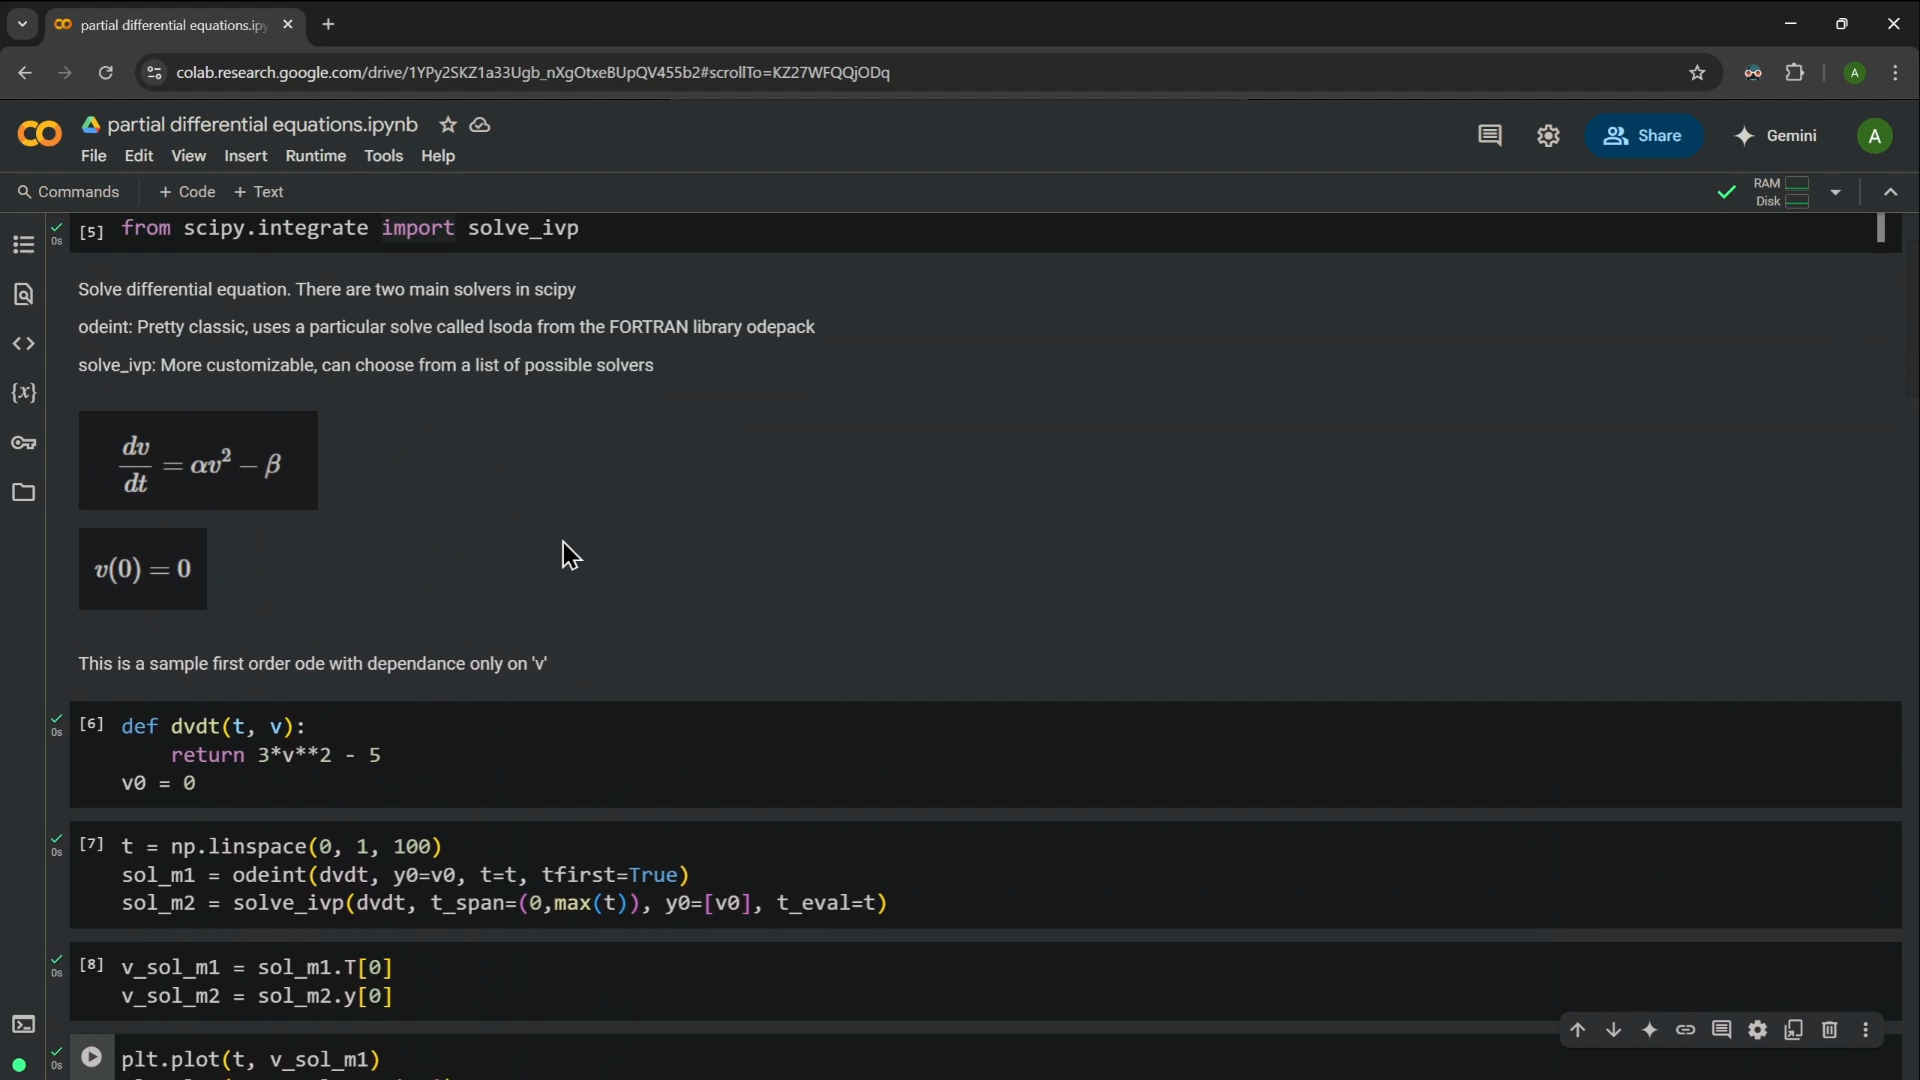 partial differential equations.ipy
colab.research.google.com/drive/1YPy2SKZ1a33Ugb_nXgOtxeBUpQV455b2#scrollTo=KZ27WFQQjODq
A
partial differential equations.ipynb
Share
Gemini
A
File Edit View Insert Runtime Tools Help
Commands + Code + Text
RAM
Disk
0s [5] from scipy.integrate import solve_ivp
Solve differential equation. There are two main solvers in scipy
odeint: Pretty classic, uses a particular solve called lsoda from the FORTRAN library odepack
solve_ivp: More customizable, can choose from a list of possible solvers
dv/dt = αv² − β
v(0) = 0
This is a sample first order ode with dependance only on 'v'
0s [6] def dvdt(t, v):
return 3*v**2 - 5
v0 = 0
0s [7] t = np.linspace(0, 1, 100)
sol_m1 = odeint(dvdt, y0=v0, t=t, tfirst=True)
sol_m2 = solve_ivp(dvdt, t_span=(0,max(t)), y0=[v0], t_eval=t)
0s [8] v_sol_m1 = sol_m1.T[0]
v_sol_m2 = sol_m2.y[0]
0s plt.plot(t, v_sol_m1)